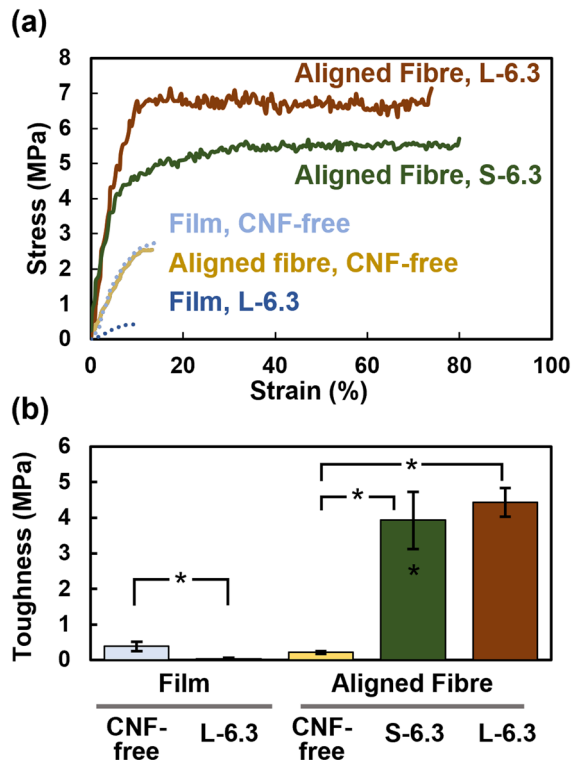 (a)
8
7
6
5
4
3
2
1
0
Stress (MPa)
Aligned Fibre, L-6.3
Aligned Fibre, S-6.3
Film, CNF-free
Aligned fibre, CNF-free
Film, L-6.3
0 20 40 60 80 100
Strain (%)
(b)
6
5
4
3
2
1
0
Toughness (MPa)
*
*
*
*
Film Aligned Fibre
CNF- L-6.3 CNF- S-6.3 L-6.3
free free